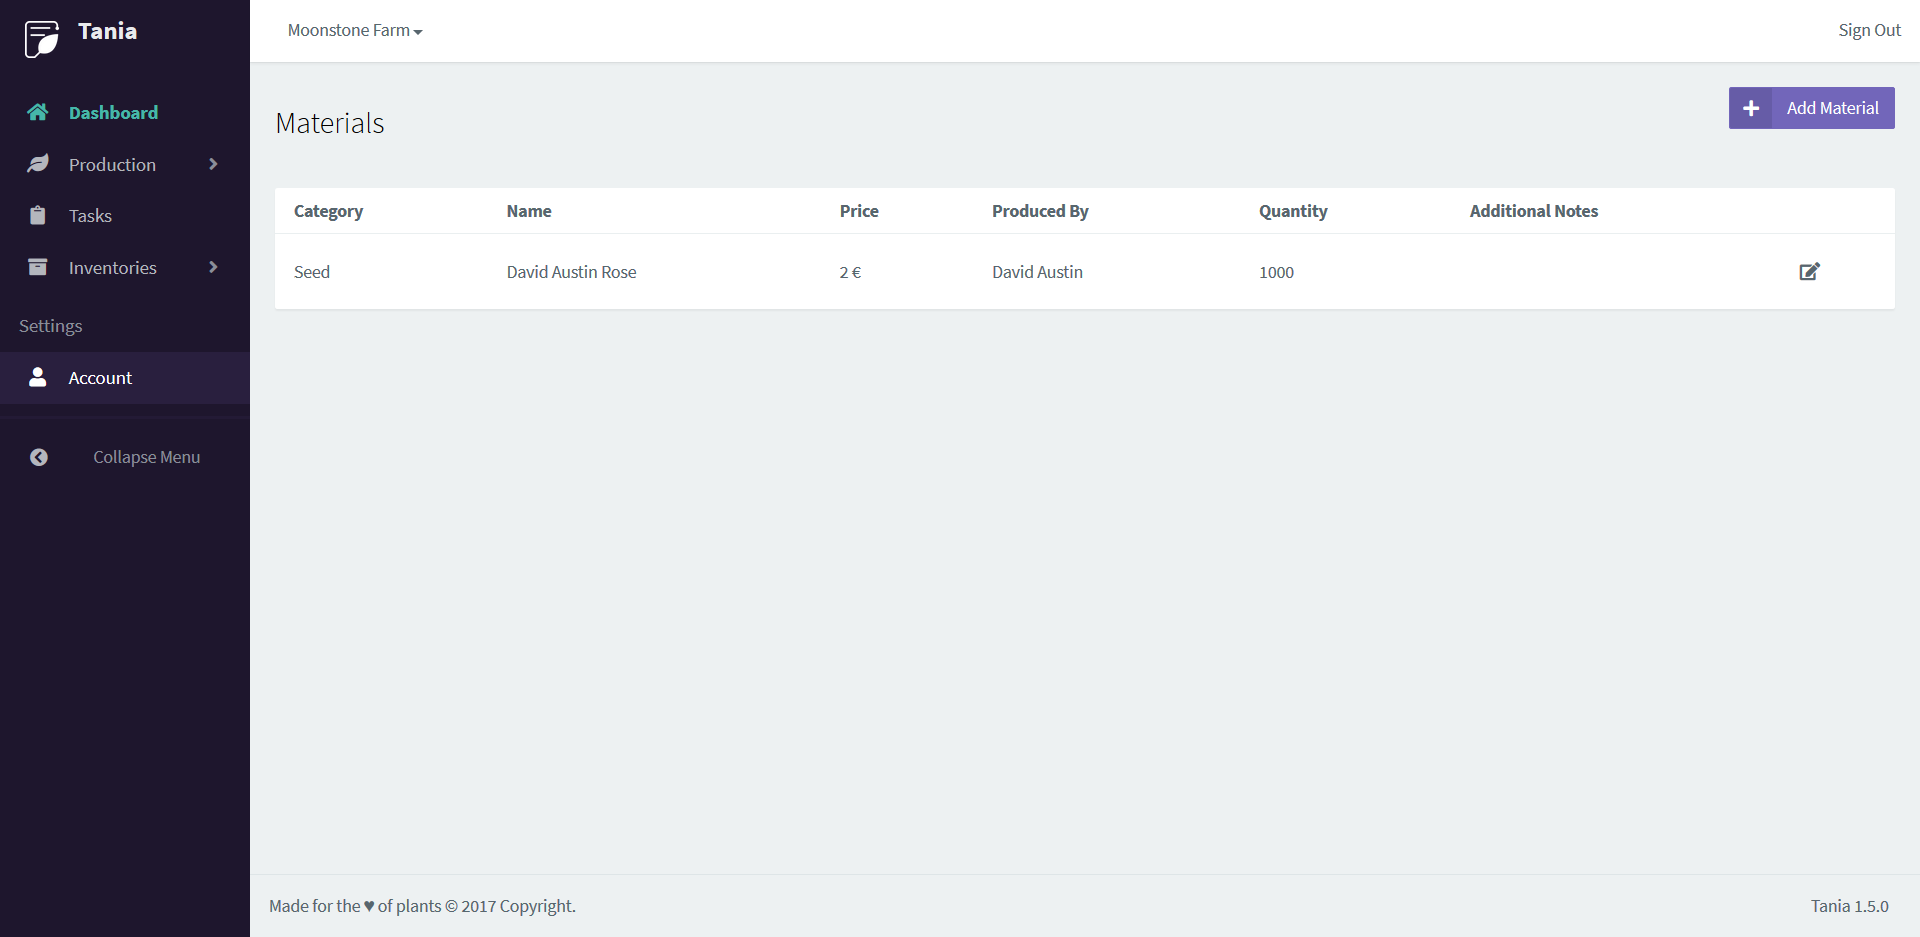 Tania
Moonstone Farm
Sign Out
Dashboard
Production
Tasks
Inventories
Settings
Account
Collapse Menu
Materials
Add Material
Category Name Price Produced By Quantity Additional Notes
Seed David Austin Rose 2 € David Austin 1000
Made for the ♥ of plants © 2017 Copyright.
Tania 1.5.0